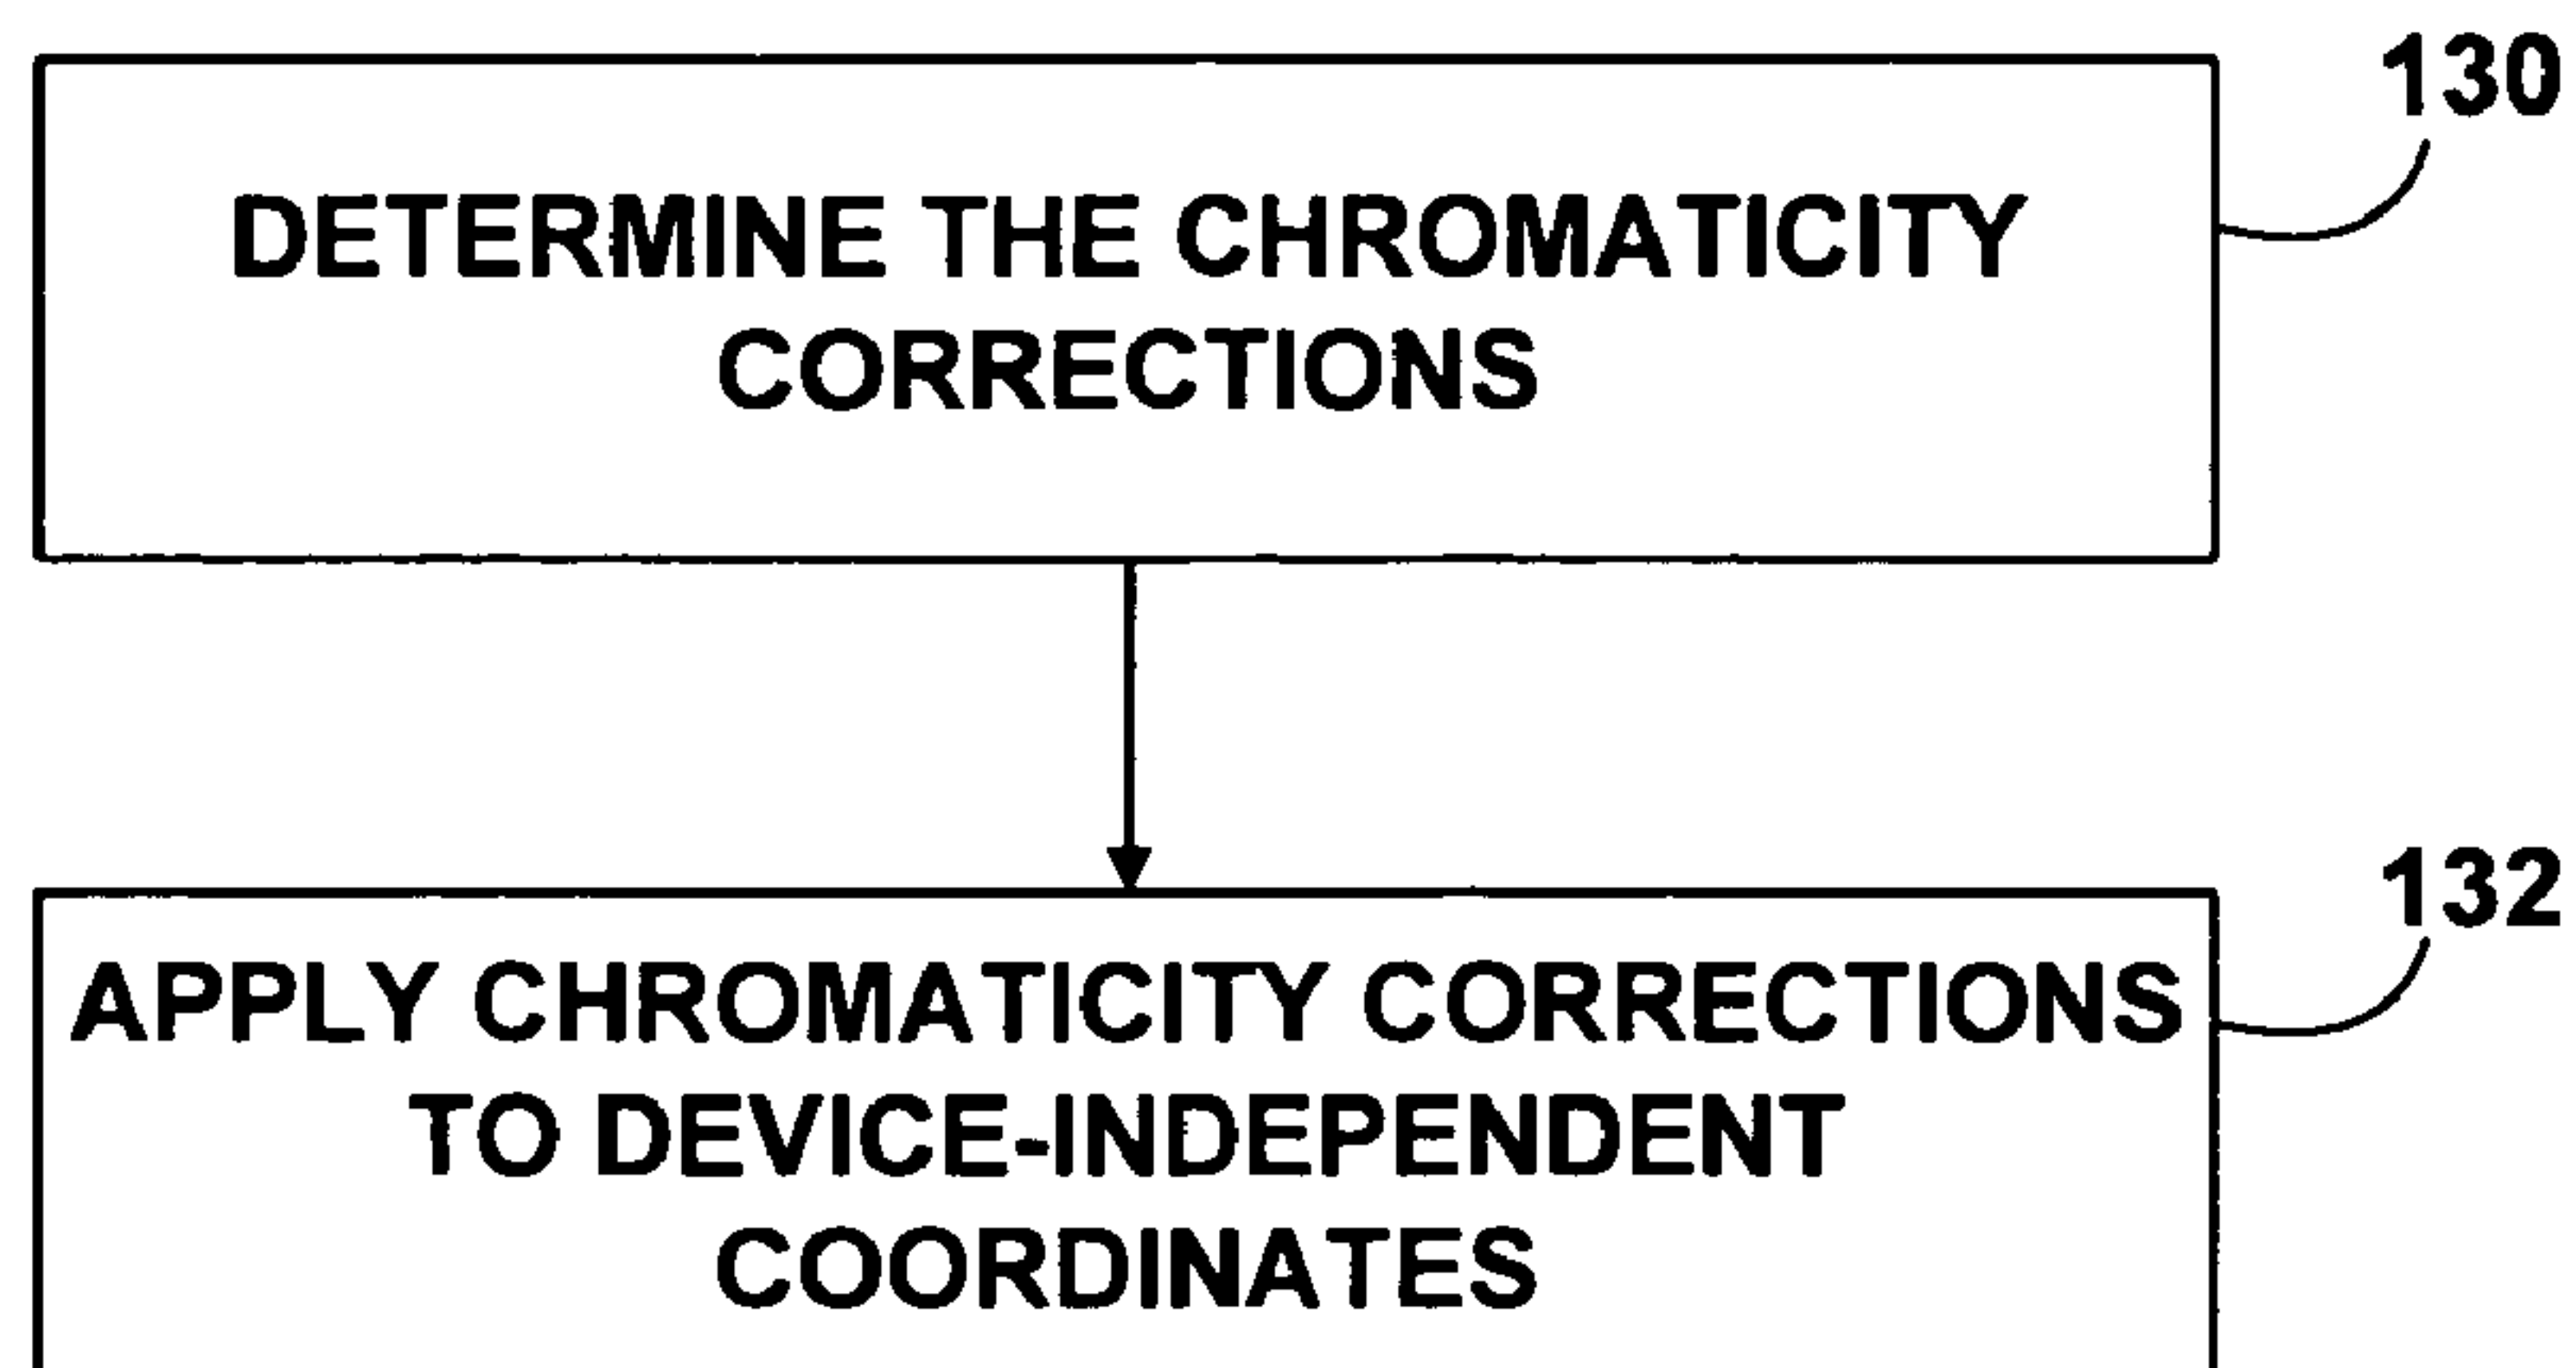 130
DETERMINE THE CHROMATICITY
CORRECTIONS
132
APPLY CHROMATICITY CORRECTIONS
TO DEVICE-INDEPENDENT
COORDINATES